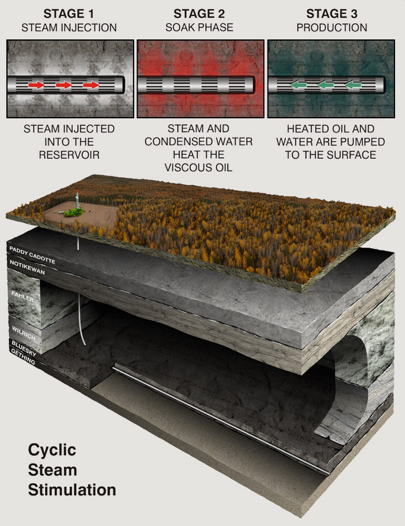 STAGE 1
STEAM INJECTION
STAGE 2
SOAK PHASE
STAGE 3
PRODUCTION
STEAM INJECTED
INTO THE
RESERVOIR
STEAM AND
CONDENSED WATER
HEAT THE
VISCOUS OIL
HEATED OIL AND
WATER ARE PUMPED
TO THE SURFACE
PADDY CADOTTE
NOTIKEWAN
FAHLER
WILRICH
BLUESKY
GETHING
Cyclic
Steam
Stimulation